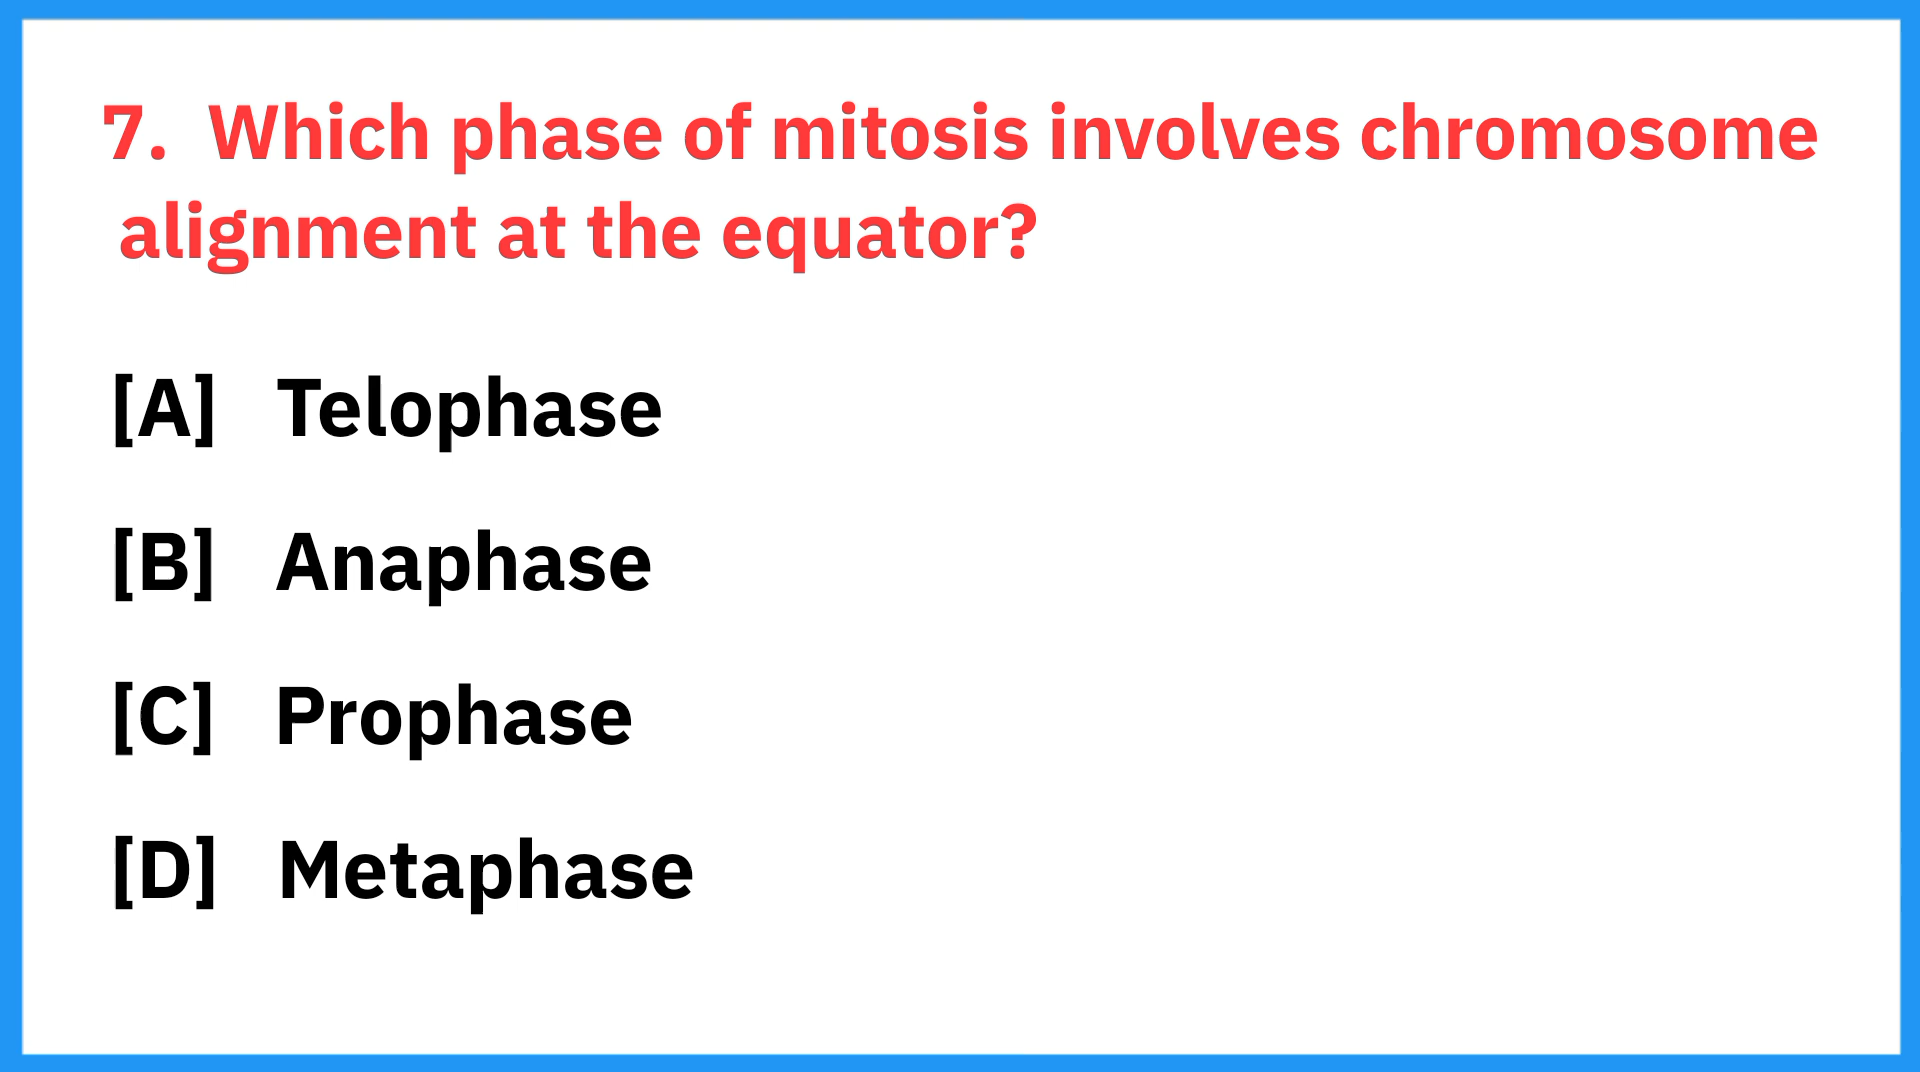 7. Which phase of mitosis involves chromosome
alignment at the equator?
[A] Telophase
[B] Anaphase
[C] Prophase
[D] Metaphase